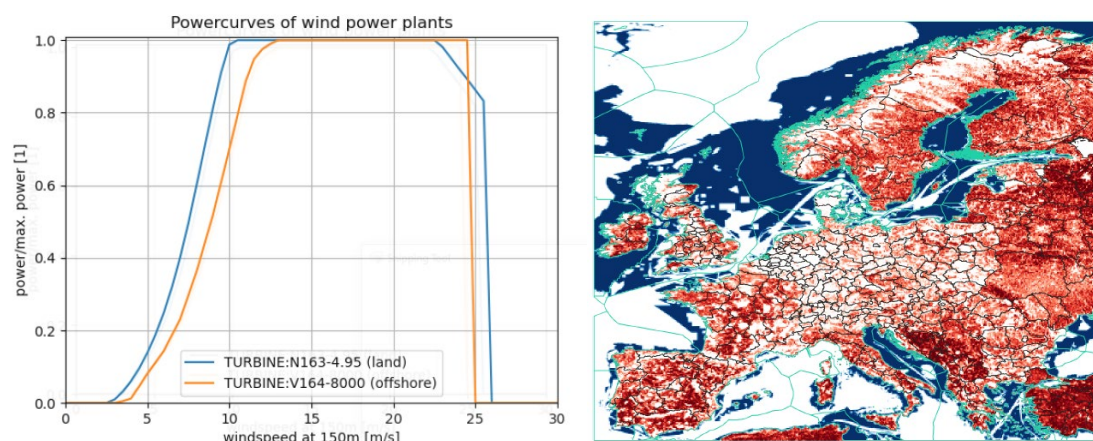 Powercurves of wind power plants
1.0
0.8
0.6
0.4
0.2
0.0
power/max. power [1]
TURBINE:N163-4.95 (land)
TURBINE:V164-8000 (offshore)
0
5
10
15
20
25
30
windspeed at 150m [m/s]